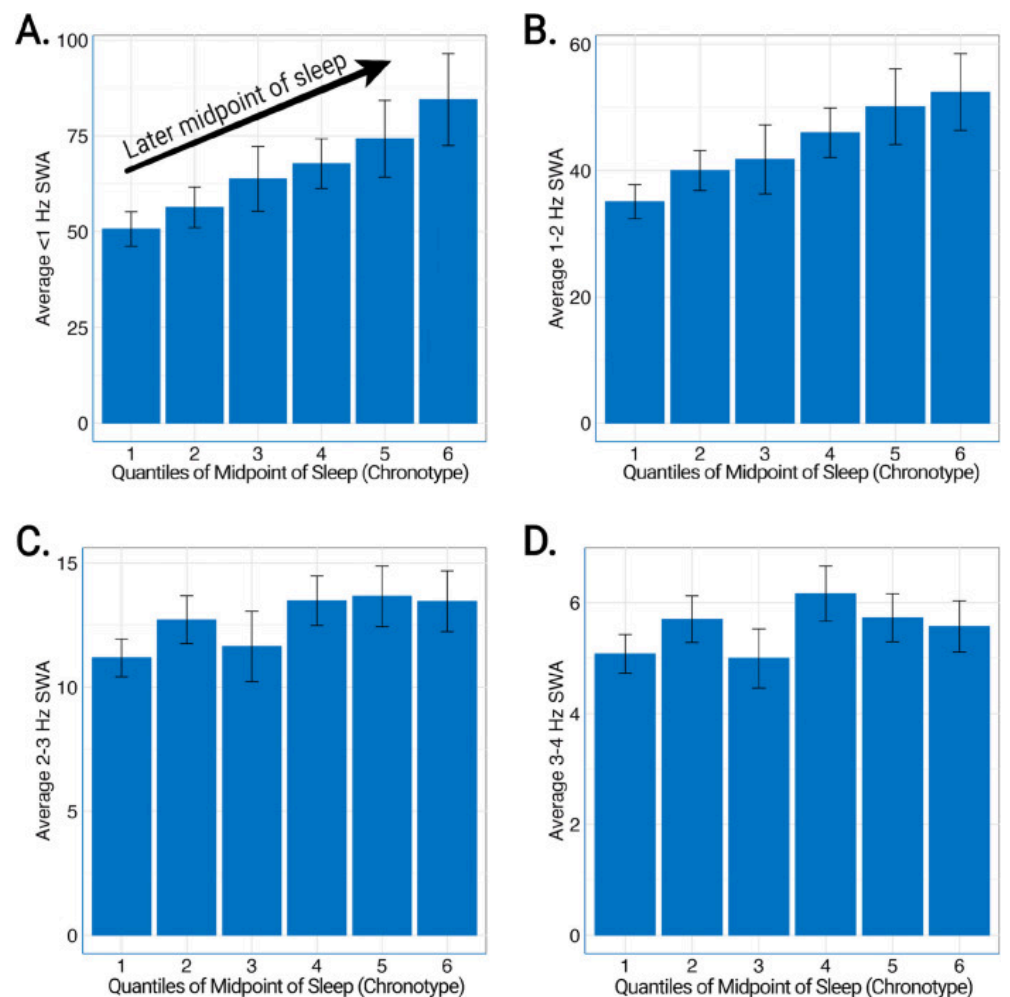 A.
Average <1 Hz SWA
100
75
50
25
0
Later midpoint of sleep
1 2 3 4 5 6
Quantiles of Midpoint of Sleep (Chronotype)
B.
Average 1-2 Hz SWA
60
40
20
0
1 2 3 4 5 6
Quantiles of Midpoint of Sleep (Chronotype)
C.
Average 2-3 Hz SWA
15
10
5
0
1 2 3 4 5 6
Quantiles of Midpoint of Sleep (Chronotype)
D.
Average 3-4 Hz SWA
6
4
2
0
1 2 3 4 5 6
Quantiles of Midpoint of Sleep (Chronotype)